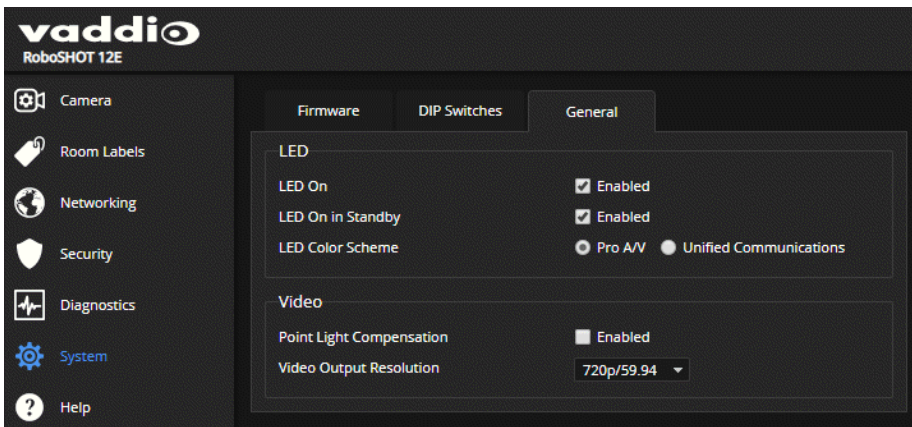 vaddio
RoboSHOT 12E
Camera
Room Labels
Networking
Security
Diagnostics
System
? Help
Firmware DIP Switches General
LED
LED On Enabled
LED On in Standby Enabled
LED Color Scheme Pro A/V Unified Communications
Video
Point Light Compensation Enabled
Video Output Resolution 720p/59.94